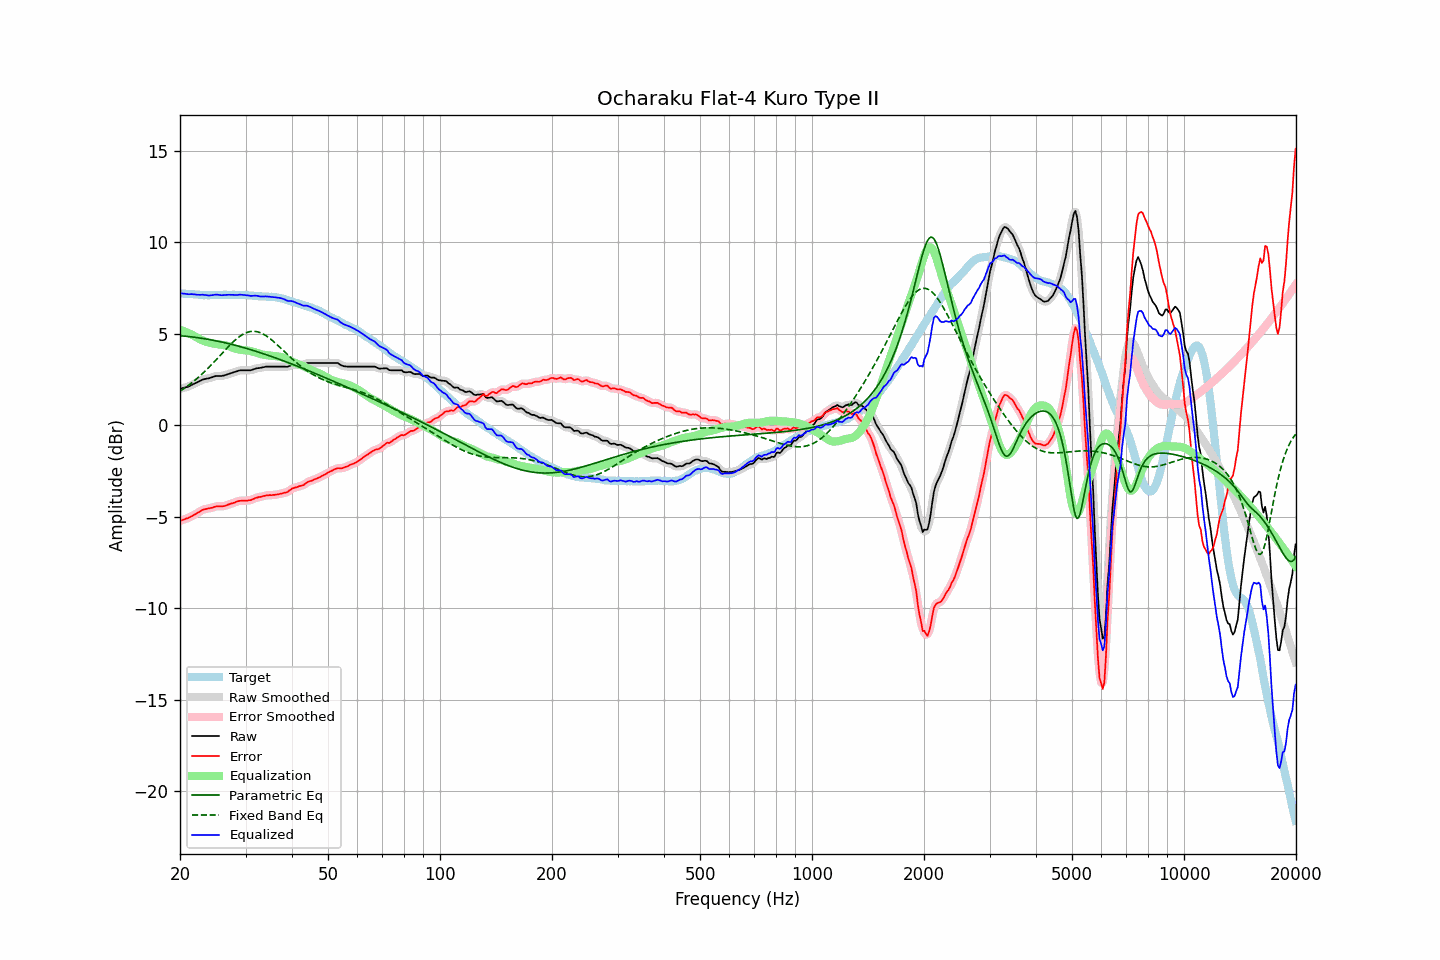 Ocharaku Flat-4 Kuro Type II
Amplitude (dBr)
15
10
5
0
−5
−10
−15
−20
Target
Raw Smoothed
Error Smoothed
Raw
Error
Equalization
Parametric Eq
Fixed Band Eq
Equalized
20 50 100 200 500 1000 2000 5000 10000 20000
Frequency (Hz)